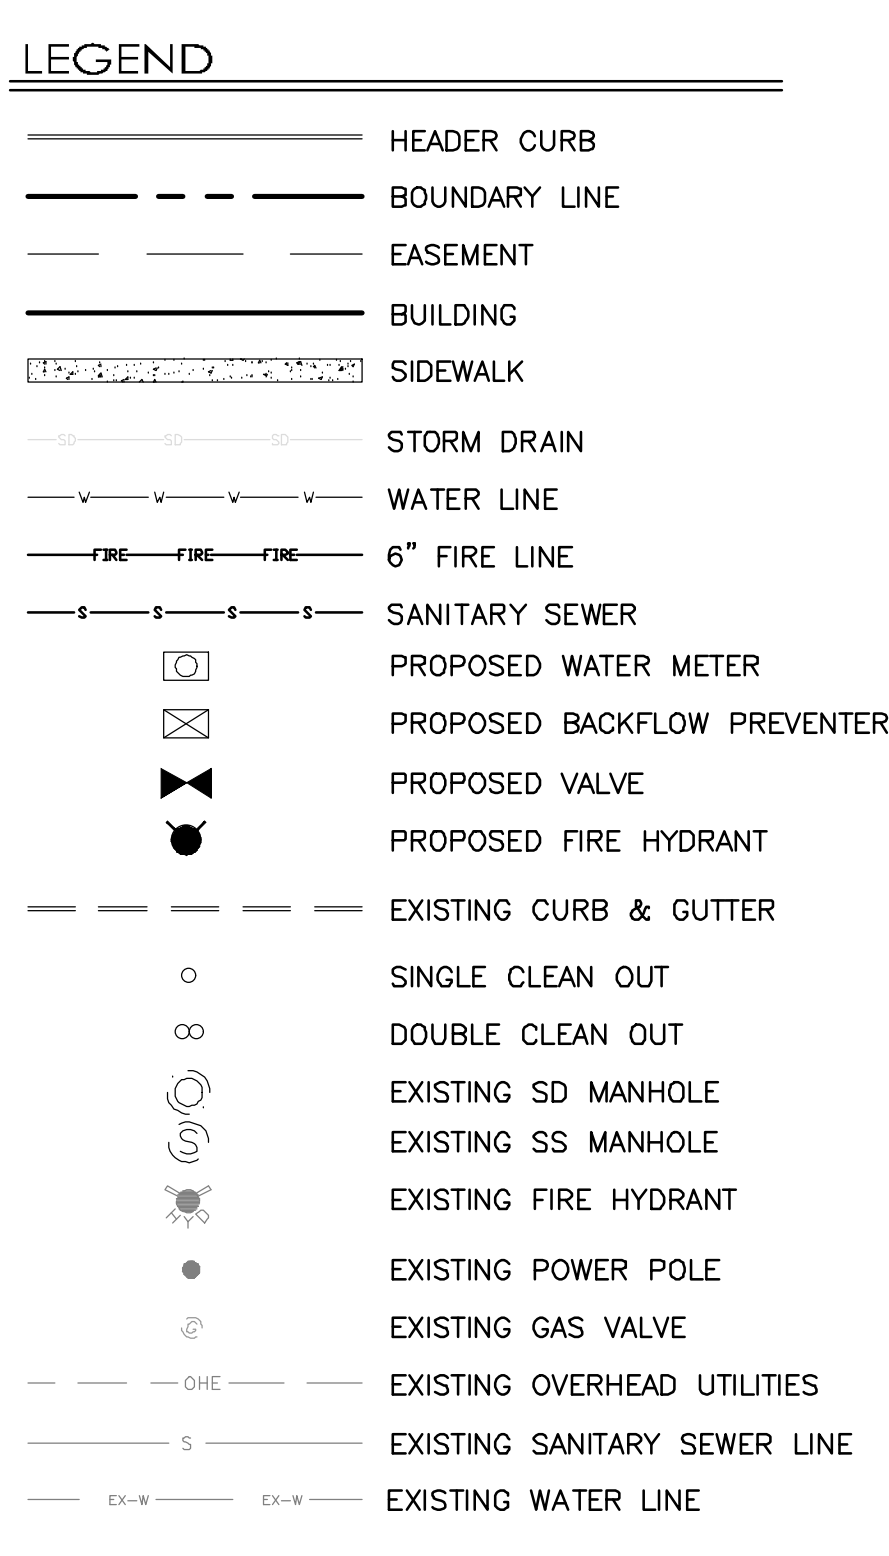 LEGEND
HEADER CURB
BOUNDARY LINE
EASEMENT
BUILDING
SIDEWALK
SD SD SD STORM DRAIN
W W W W WATER LINE
FIRE FIRE FIRE 6" FIRE LINE
S S S S SANITARY SEWER
PROPOSED WATER METER
PROPOSED BACKFLOW PREVENTER
PROPOSED VALVE
PROPOSED FIRE HYDRANT
EXISTING CURB & GUTTER
SINGLE CLEAN OUT
DOUBLE CLEAN OUT
EXISTING SD MANHOLE
S EXISTING SS MANHOLE
HYD EXISTING FIRE HYDRANT
EXISTING POWER POLE
G EXISTING GAS VALVE
OHE EXISTING OVERHEAD UTILITIES
S EXISTING SANITARY SEWER LINE
EX-W EX-W EXISTING WATER LINE